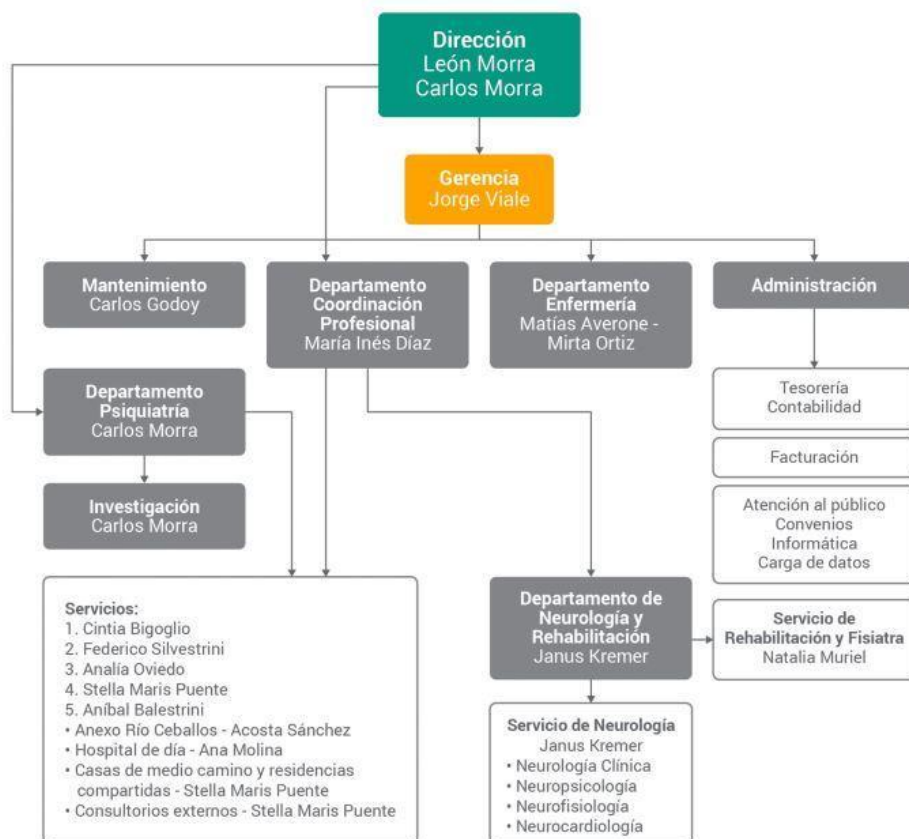 Dirección
León Morra
Carlos Morra
Gerencia
Jorge Viale
Mantenimiento
Carlos Godoy
Departamento
Coordinación
Profesional
María Inés Díaz
Departamento
Enfermería
Matías Averone -
Mirta Ortiz
Administración
Departamento
Psiquiatría
Carlos Morra
Tesorería
Contabilidad
Facturación
Investigación
Carlos Morra
Atención al público
Convenios
Informática
Carga de datos
Servicios:
1. Cintia Bigoglio
2. Federico Silvestrini
3. Analía Oviedo
4. Stella Maris Puente
5. Aníbal Balestrini
• Anexo Río Ceballos - Acosta Sánchez
• Hospital de día - Ana Molina
• Casas de medio camino y residencias
compartidas - Stella Maris Puente
• Consultorios externos - Stella Maris Puente
Departamento de
Neurología y
Rehabilitación
Janus Kremer
Servicio de
Rehabilitación y Fisiatra
Natalia Muriel
Servicio de Neurología
Janus Kremer
• Neurología Clínica
• Neuropsicología
• Neurofisiología
• Neurocardiología